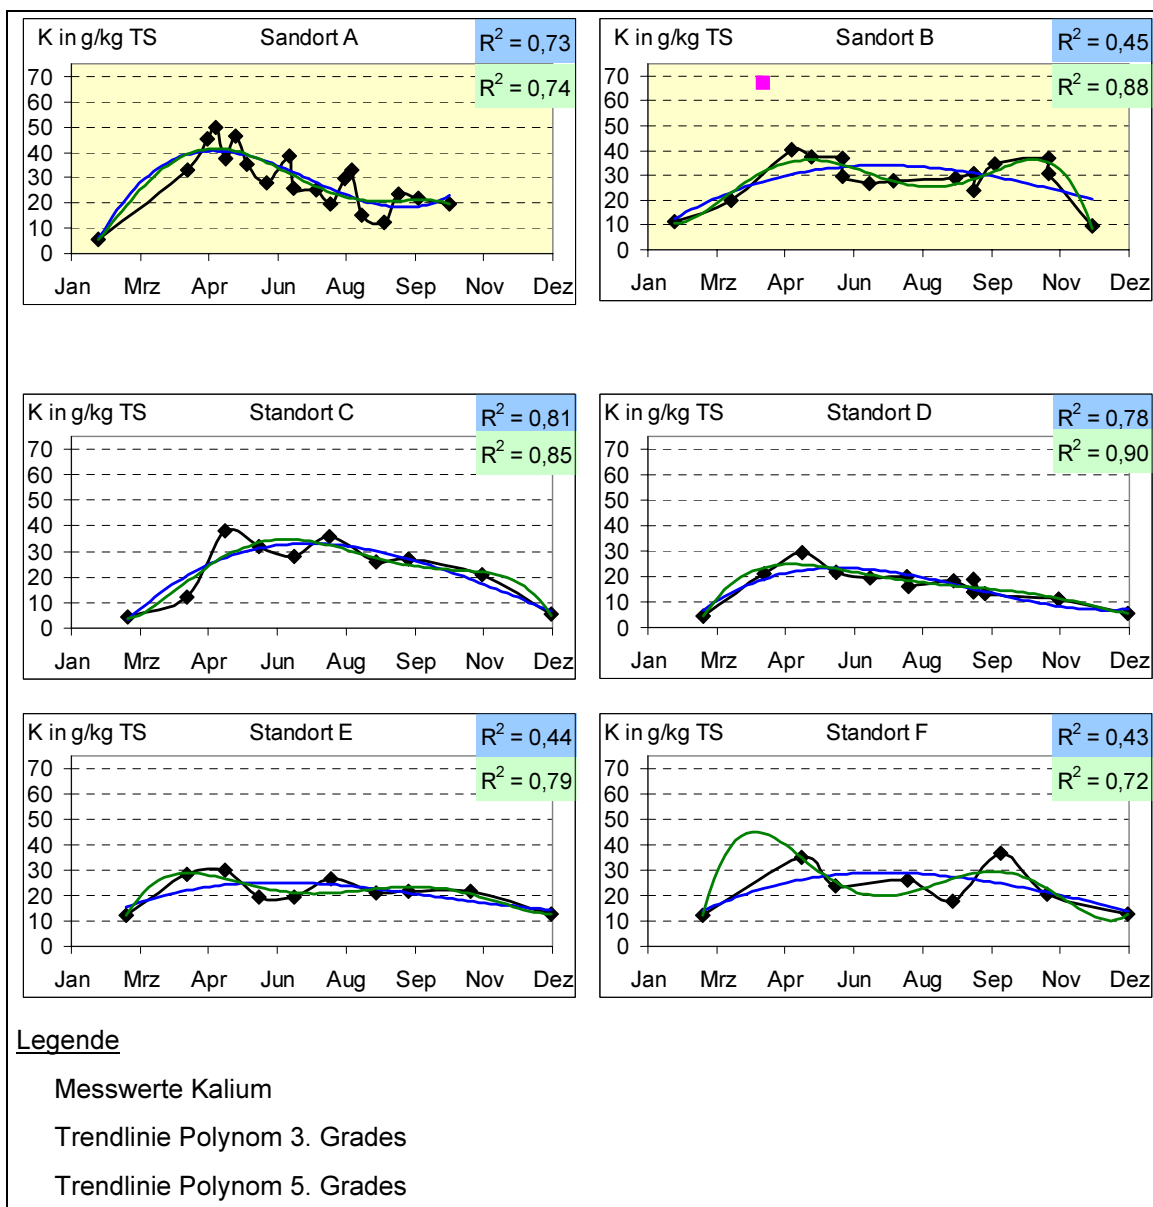 K in g/kg TS Sandort A R² = 0,73
R² = 0,74
70
60
50
40
30
20
10
0
Jan Mrz Apr Jun Aug Sep Nov Dez
K in g/kg TS Sandort B R² = 0,45
R² = 0,88
70
60
50
40
30
20
10
0
Jan Mrz Apr Jun Aug Sep Nov Dez
K in g/kg TS Standort C R² = 0,81
R² = 0,85
70
60
50
40
30
20
10
0
Jan Mrz Apr Jun Aug Sep Nov Dez
K in g/kg TS Standort D R² = 0,78
R² = 0,90
70
60
50
40
30
20
10
0
Jan Mrz Apr Jun Aug Sep Nov Dez
K in g/kg TS Standort E R² = 0,44
R² = 0,79
70
60
50
40
30
20
10
0
Jan Mrz Apr Jun Aug Sep Nov Dez
K in g/kg TS Standort F R² = 0,43
R² = 0,72
70
60
50
40
30
20
10
0
Jan Mrz Apr Jun Aug Sep Nov Dez
Legende
Messwerte Kalium
Trendlinie Polynom 3. Grades
Trendlinie Polynom 5. Grades